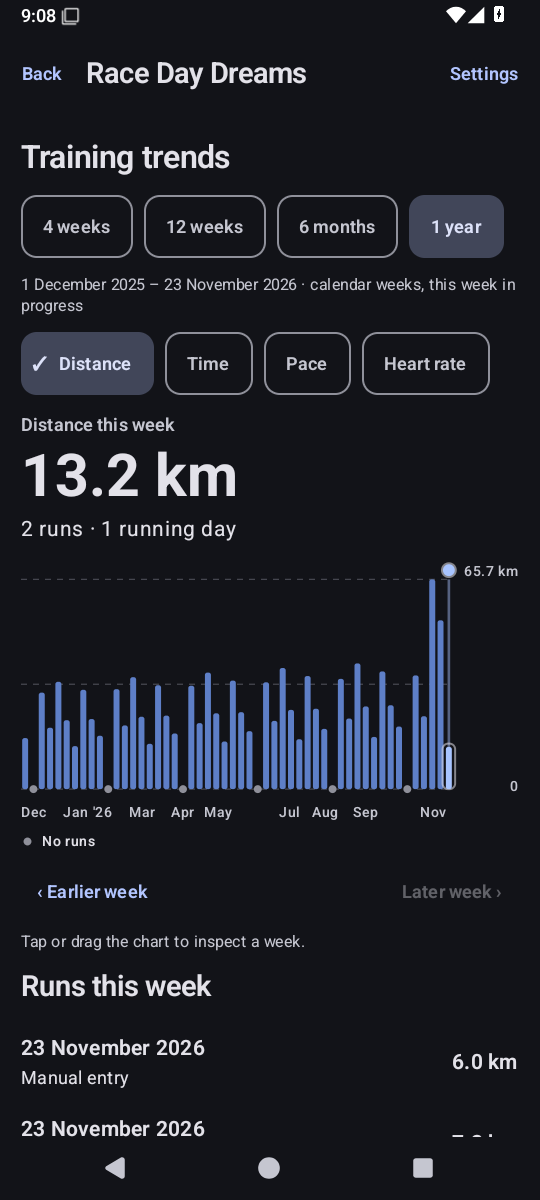 9:08
Back
Race Day Dreams
Settings
Training trends
4 weeks
12 weeks
6 months
1 year
1 December 2025 – 23 November 2026 · calendar weeks, this week in
progress
✓ Distance
Time
Pace
Heart rate
Distance this week
13.2 km
2 runs · 1 running day
65.7 km
0
Dec Jan '26 Mar Apr May Jul Aug Sep Nov
No runs
‹ Earlier week
Later week ›
Tap or drag the chart to inspect a week.
Runs this week
23 November 2026
6.0 km
Manual entry
23 November 2026